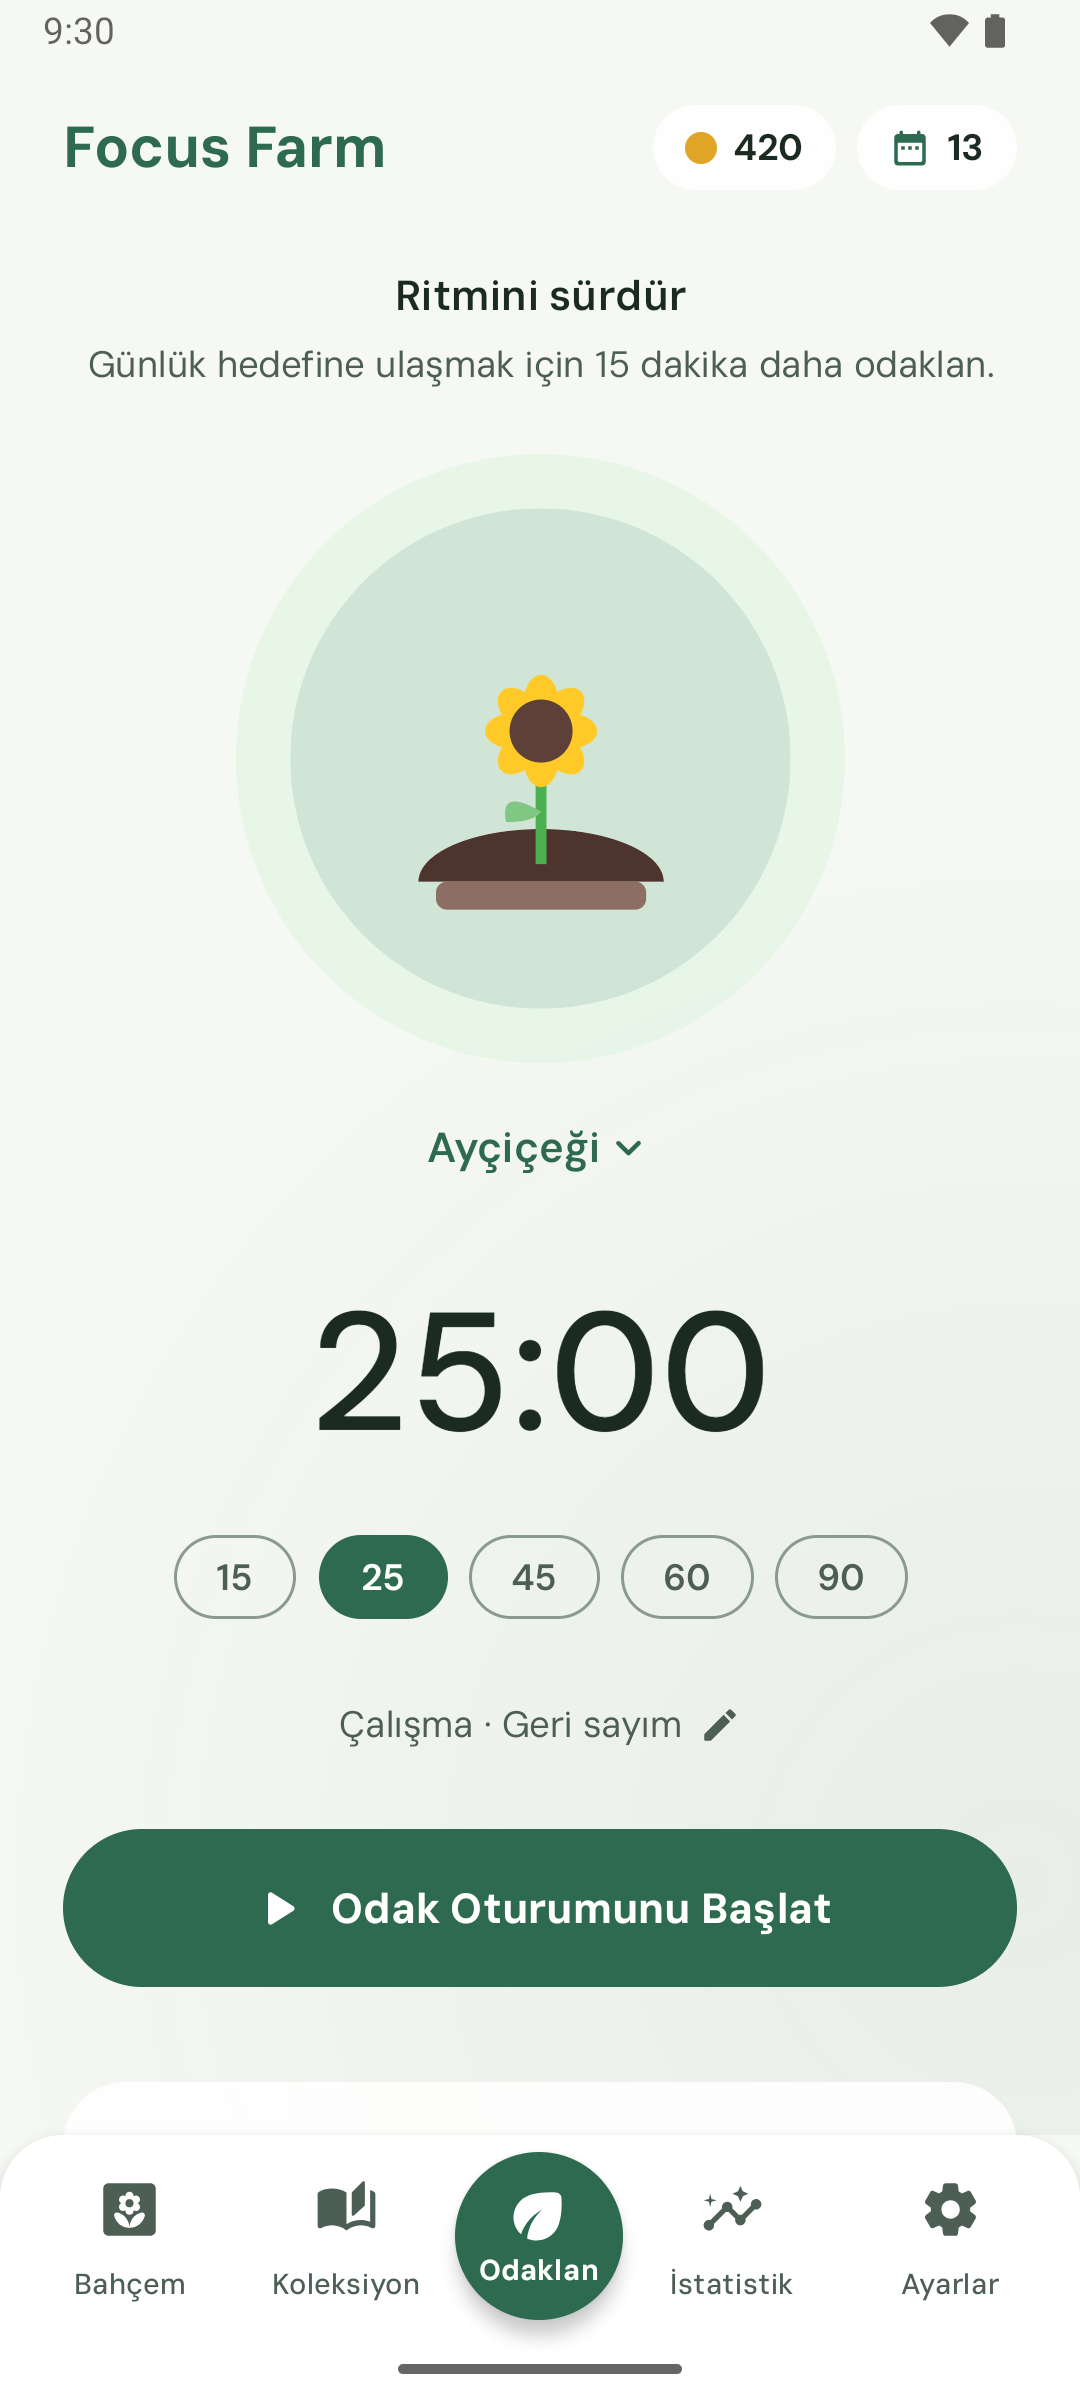 9:30
Focus Farm
420
13
Ritmini sürdür
Günlük hedefine ulaşmak için 15 dakika daha odaklan.
Ayçiçeği
25:00
15 25 45 60 90
Çalışma · Geri sayım
Odak Oturumunu Başlat
Bahçem Koleksiyon Odaklan İstatistik Ayarlar